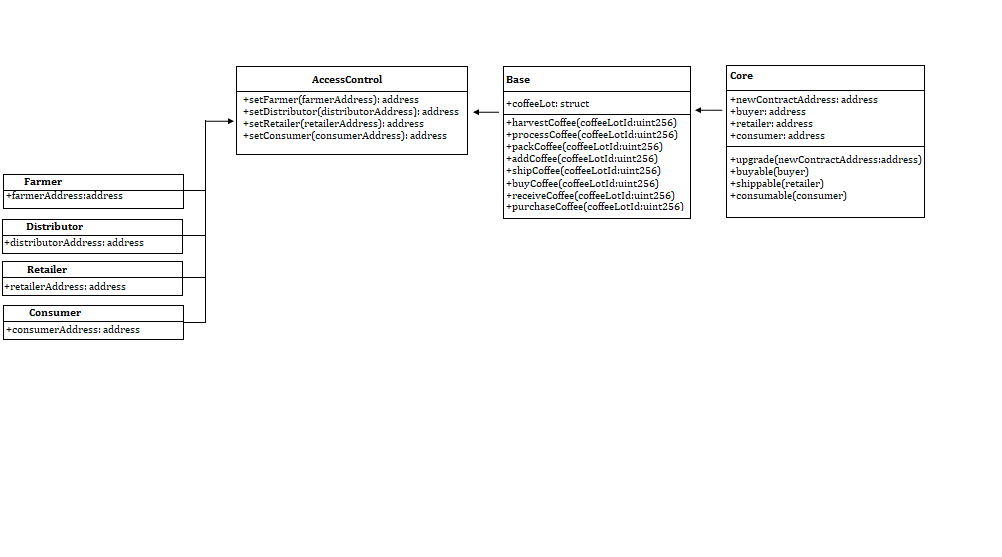 AccessControl
+setFarmer(farmerAddress): address
+setDistributor(distributorAddress): address
+setRetailer(retailerAddress): address
+setConsumer(consumerAddress): address
Base
+coffeeLot: struct
+harvestCoffee(coffeeLotId:uint256)
+processCoffee(coffeeLotId:uint256)
+packCoffee(coffeeLotId:uint256)
+addCoffee(coffeeLotId:uint256)
+shipCoffee(coffeeLotId:uint256)
+buyCoffee(coffeeLotId:uint256)
+receiveCoffee(coffeeLotId:uint256)
+purchaseCoffee(coffeeLotId:uint256)
Core
+newContractAddress: address
+buyer: address
+retailer: address
+consumer: address
+upgrade(newContractAddress:address)
+buyable(buyer)
+shippable(retailer)
+consumable(consumer)
Farmer
+farmerAddress:address
Distributor
+distributorAddress: address
Retailer
+retailerAddress: address
Consumer
+consumerAddress: address